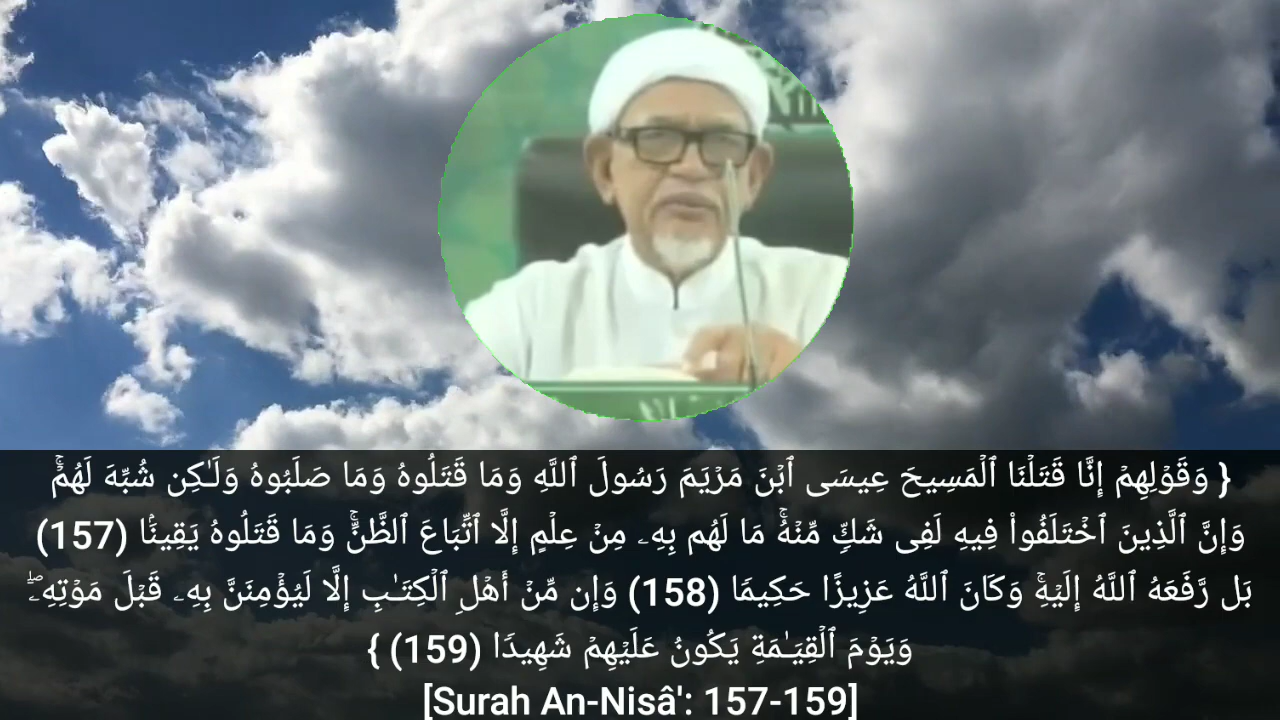 { وَقَوۡلِهِمۡ إِنَّا قَتَلۡنَا ٱلۡمَسِيحَ عِيسَى ٱبۡنَ مَرۡيَمَ رَسُولَ ٱللَّهِ وَمَا قَتَلُوهُ وَمَا صَلَبُوهُ وَلَـٰكِن شُبِّهَ لَهُمۡۚ
وَإِنَّ ٱلَّذِينَ ٱخۡتَلَفُوا۟ فِيهِ لَفِی شَكࣲّ مِّنۡهُۚ مَا لَهُم بِهِۦ مِنۡ عِلۡمٍ إِلَّا ٱتِّبَاعَ ٱلظَّنِّۚ وَمَا قَتَلُوهُ يَقِينَۢا (157)
بَل رَّفَعَهُ ٱللَّهُ إِلَيۡهِۚ وَكَانَ ٱللَّهُ عَزِيزًا حَكِيمࣰا (158) وَإِن مِّنۡ أَهۡلِ ٱلۡكِتَـٰبِ إِلَّا لَيُؤۡمِنَنَّ بِهِۦ قَبۡلَ مَوۡتِهِۦۖ
وَيَوۡمَ ٱلۡقِيَـٰمَةِ يَكُونُ عَلَيۡهِمۡ شَهِيدࣰا (159) }
[Surah An-Nisâ': 157-159]